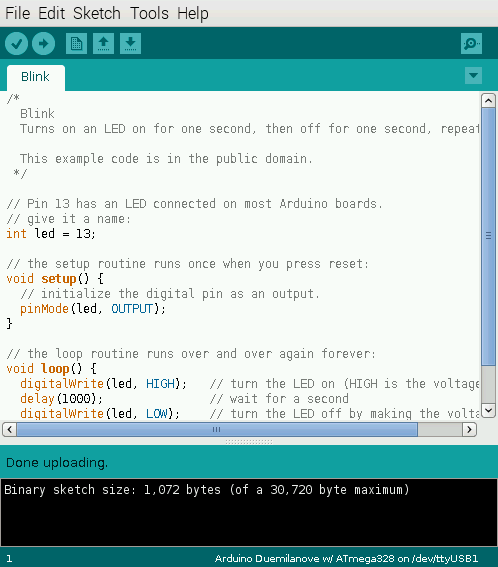 File Edit Sketch Tools Help
Blink
/*
Blink
Turns on an LED on for one second, then off for one second, repeat
This example code is in the public domain.
*/
// Pin 13 has an LED connected on most Arduino boards.
// give it a name:
int led = 13;
// the setup routine runs once when you press reset:
void setup() {
// initialize the digital pin as an output.
pinMode(led, OUTPUT);
}
// the loop routine runs over and over again forever:
void loop() {
digitalWrite(led, HIGH);   // turn the LED on (HIGH is the voltage
delay(1000);               // wait for a second
digitalWrite(led, LOW);    // turn the LED off by making the volta
Done uploading.
Binary sketch size: 1,072 bytes (of a 30,720 byte maximum)
1 Arduino Duemilanove w/ ATmega328 on /dev/ttyUSB1